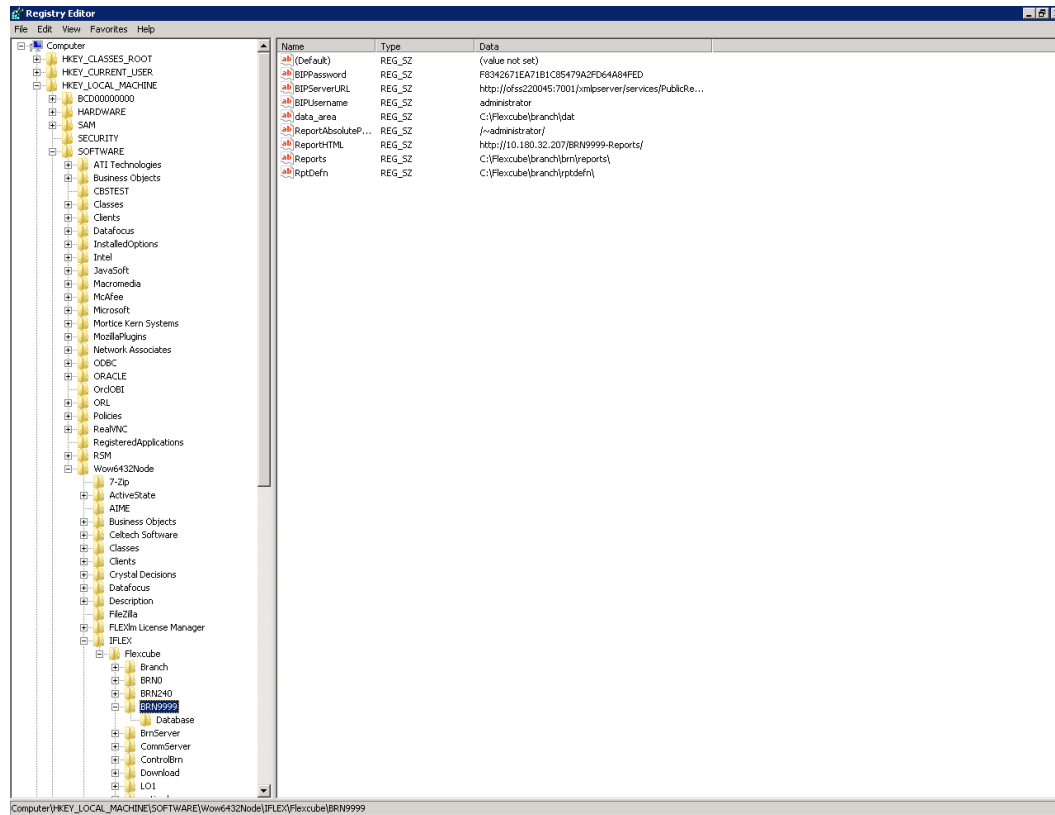 Registry Editor
File Edit View Favorites Help
Computer
HKEY_CLASSES_ROOT
HKEY_CURRENT_USER
HKEY_LOCAL_MACHINE
BCD00000000
HARDWARE
SAM
SECURITY
SOFTWARE
ATI Technologies
Business Objects
CBSTEST
Classes
Clients
Datafocus
InstalledOptions
Intel
JavaSoft
Macromedia
McAfee
Microsoft
Mortice Kern Systems
MozillaPlugins
Network Associates
ODBC
ORACLE
OrclOBI
ORL
Policies
RealVNC
RegisteredApplications
RSM
Wow6432Node
7-Zip
ActiveState
AIME
Business Objects
Celtech Software
Classes
Clients
Crystal Decisions
Datafocus
Description
FileZilla
FLEXlm License Manager
IFLEX
Flexcube
Branch
BRN0
BRN240
BRN9999
Database
BrnServer
CommServer
ControlBrn
Download
LO1
Name Type Data
(Default) REG_SZ (value not set)
BIPPassword REG_SZ F8342671EA71B1C85479A2FD64A84FED
BIPServerURL REG_SZ http://ofss220045:7001/xmlpserver/services/PublicRe...
BIPUsername REG_SZ administrator
data_area REG_SZ C:\Flexcube\branch\dat
ReportAbsoluteP... REG_SZ /~administrator/
ReportHTML REG_SZ http://10.180.32.207/BRN9999-Reports/
Reports REG_SZ C:\Flexcube\branch\brn\reports\
RptDefn REG_SZ C:\Flexcube\branch\rptdefn\
Computer\HKEY_LOCAL_MACHINE\SOFTWARE\Wow6432Node\IFLEX\Flexcube\BRN9999